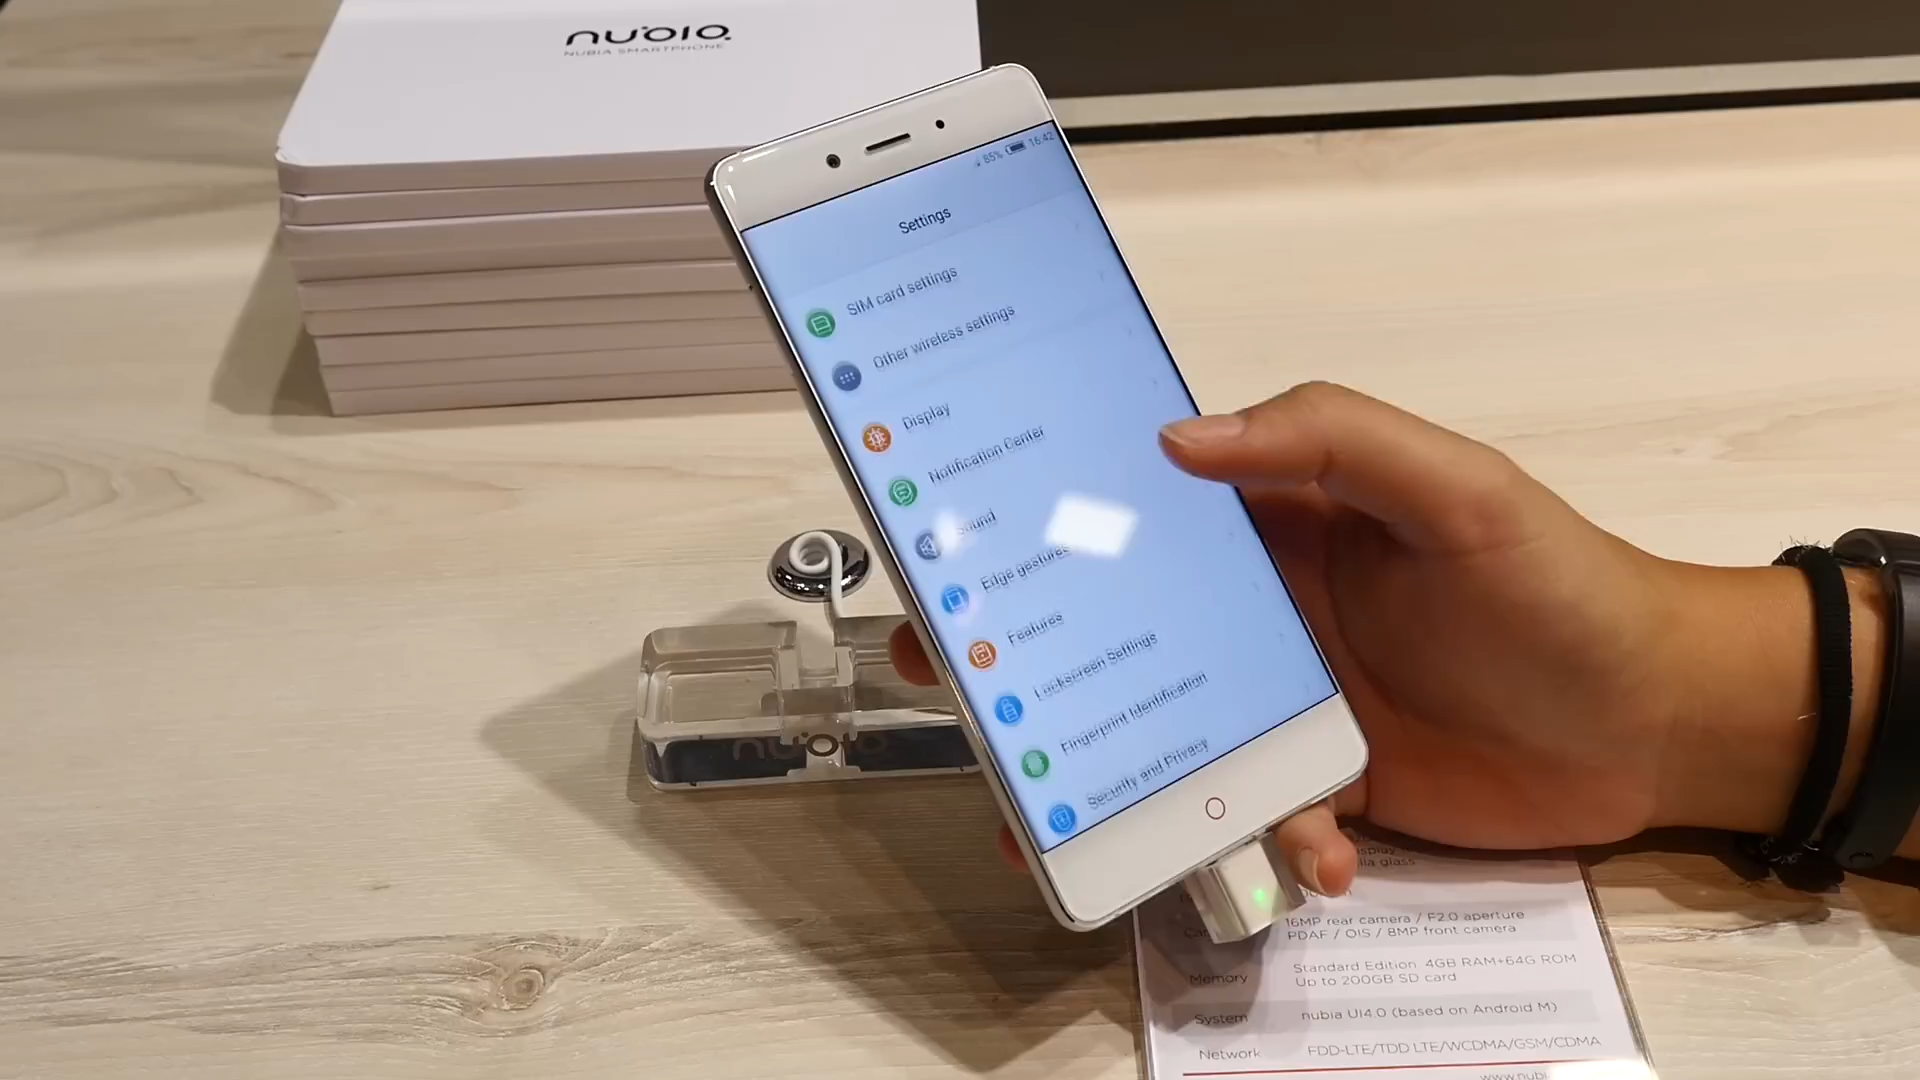 nubia
NUBIA SMARTPHONE
85% 16:42
Settings
SIM card settings
Other wireless settings
Display
Notification Center
Sound
Edge gestures
Features
Lockscreen Settings
Fingerprint Identification
Security and Privacy
nubia
glass
16MP rear camera / F2.0 aperture
PDAF / OIS / 8MP front camera
Memory Standard Edition 4GB RAM+64G ROM
Up to 200GB SD card
System nubia UI4.0 (based on Android M)
Network FDD-LTE/TDD LTE/WCDMA/GSM/CDMA